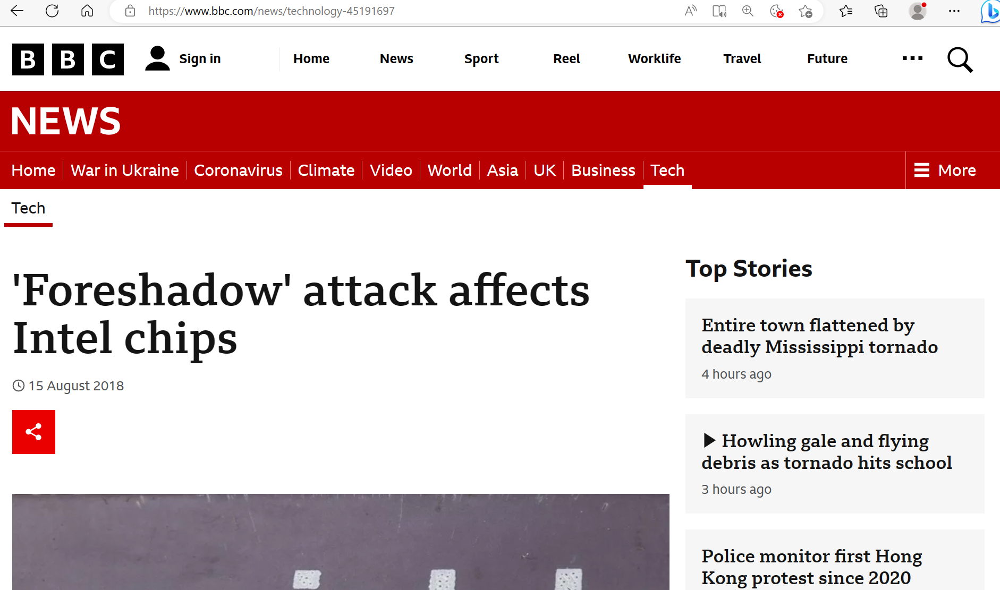 https://www.bbc.com/news/technology-45191697
BBC Sign in Home News Sport Reel Worklife Travel Future
NEWS
Home War in Ukraine Coronavirus Climate Video World Asia UK Business Tech More
Tech
'Foreshadow' attack affects
Intel chips
15 August 2018
Top Stories
Entire town flattened by
deadly Mississippi tornado
4 hours ago
Howling gale and flying
debris as tornado hits school
3 hours ago
Police monitor first Hong
Kong protest since 2020